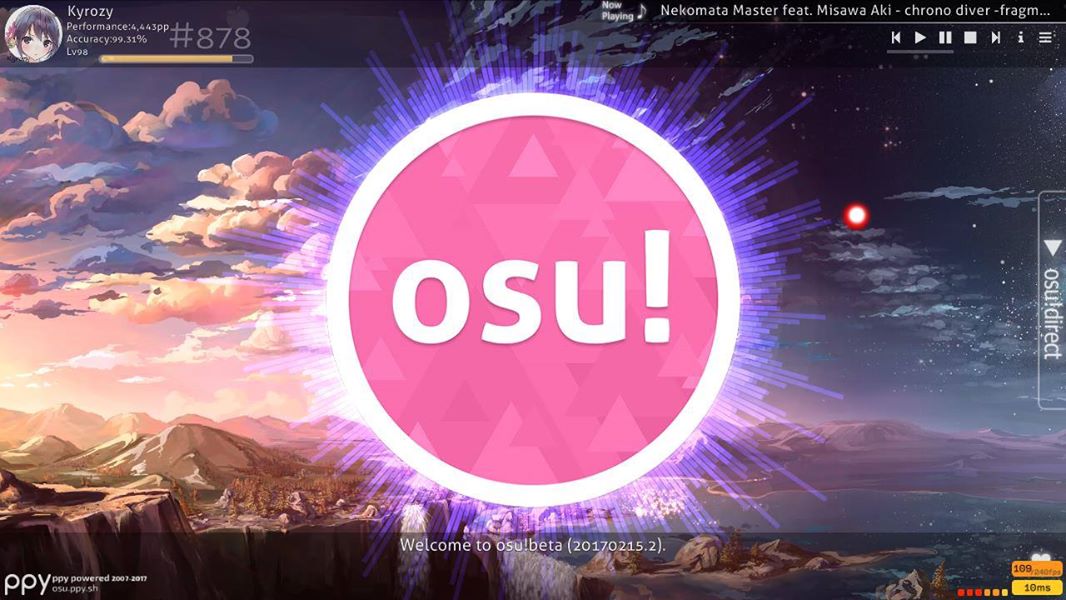 Kyrozy
Performance:4,443pp
Accuracy:99.31%
Lv98
#878
Now
Playing
Nekomata Master feat. Misawa Aki - chrono diver -fragm...
osu!
osu!direct
Welcome to osu!beta (20170215.2).
ppy
ppy powered 2007-2017
osu.ppy.sh
109/240fps
10ms